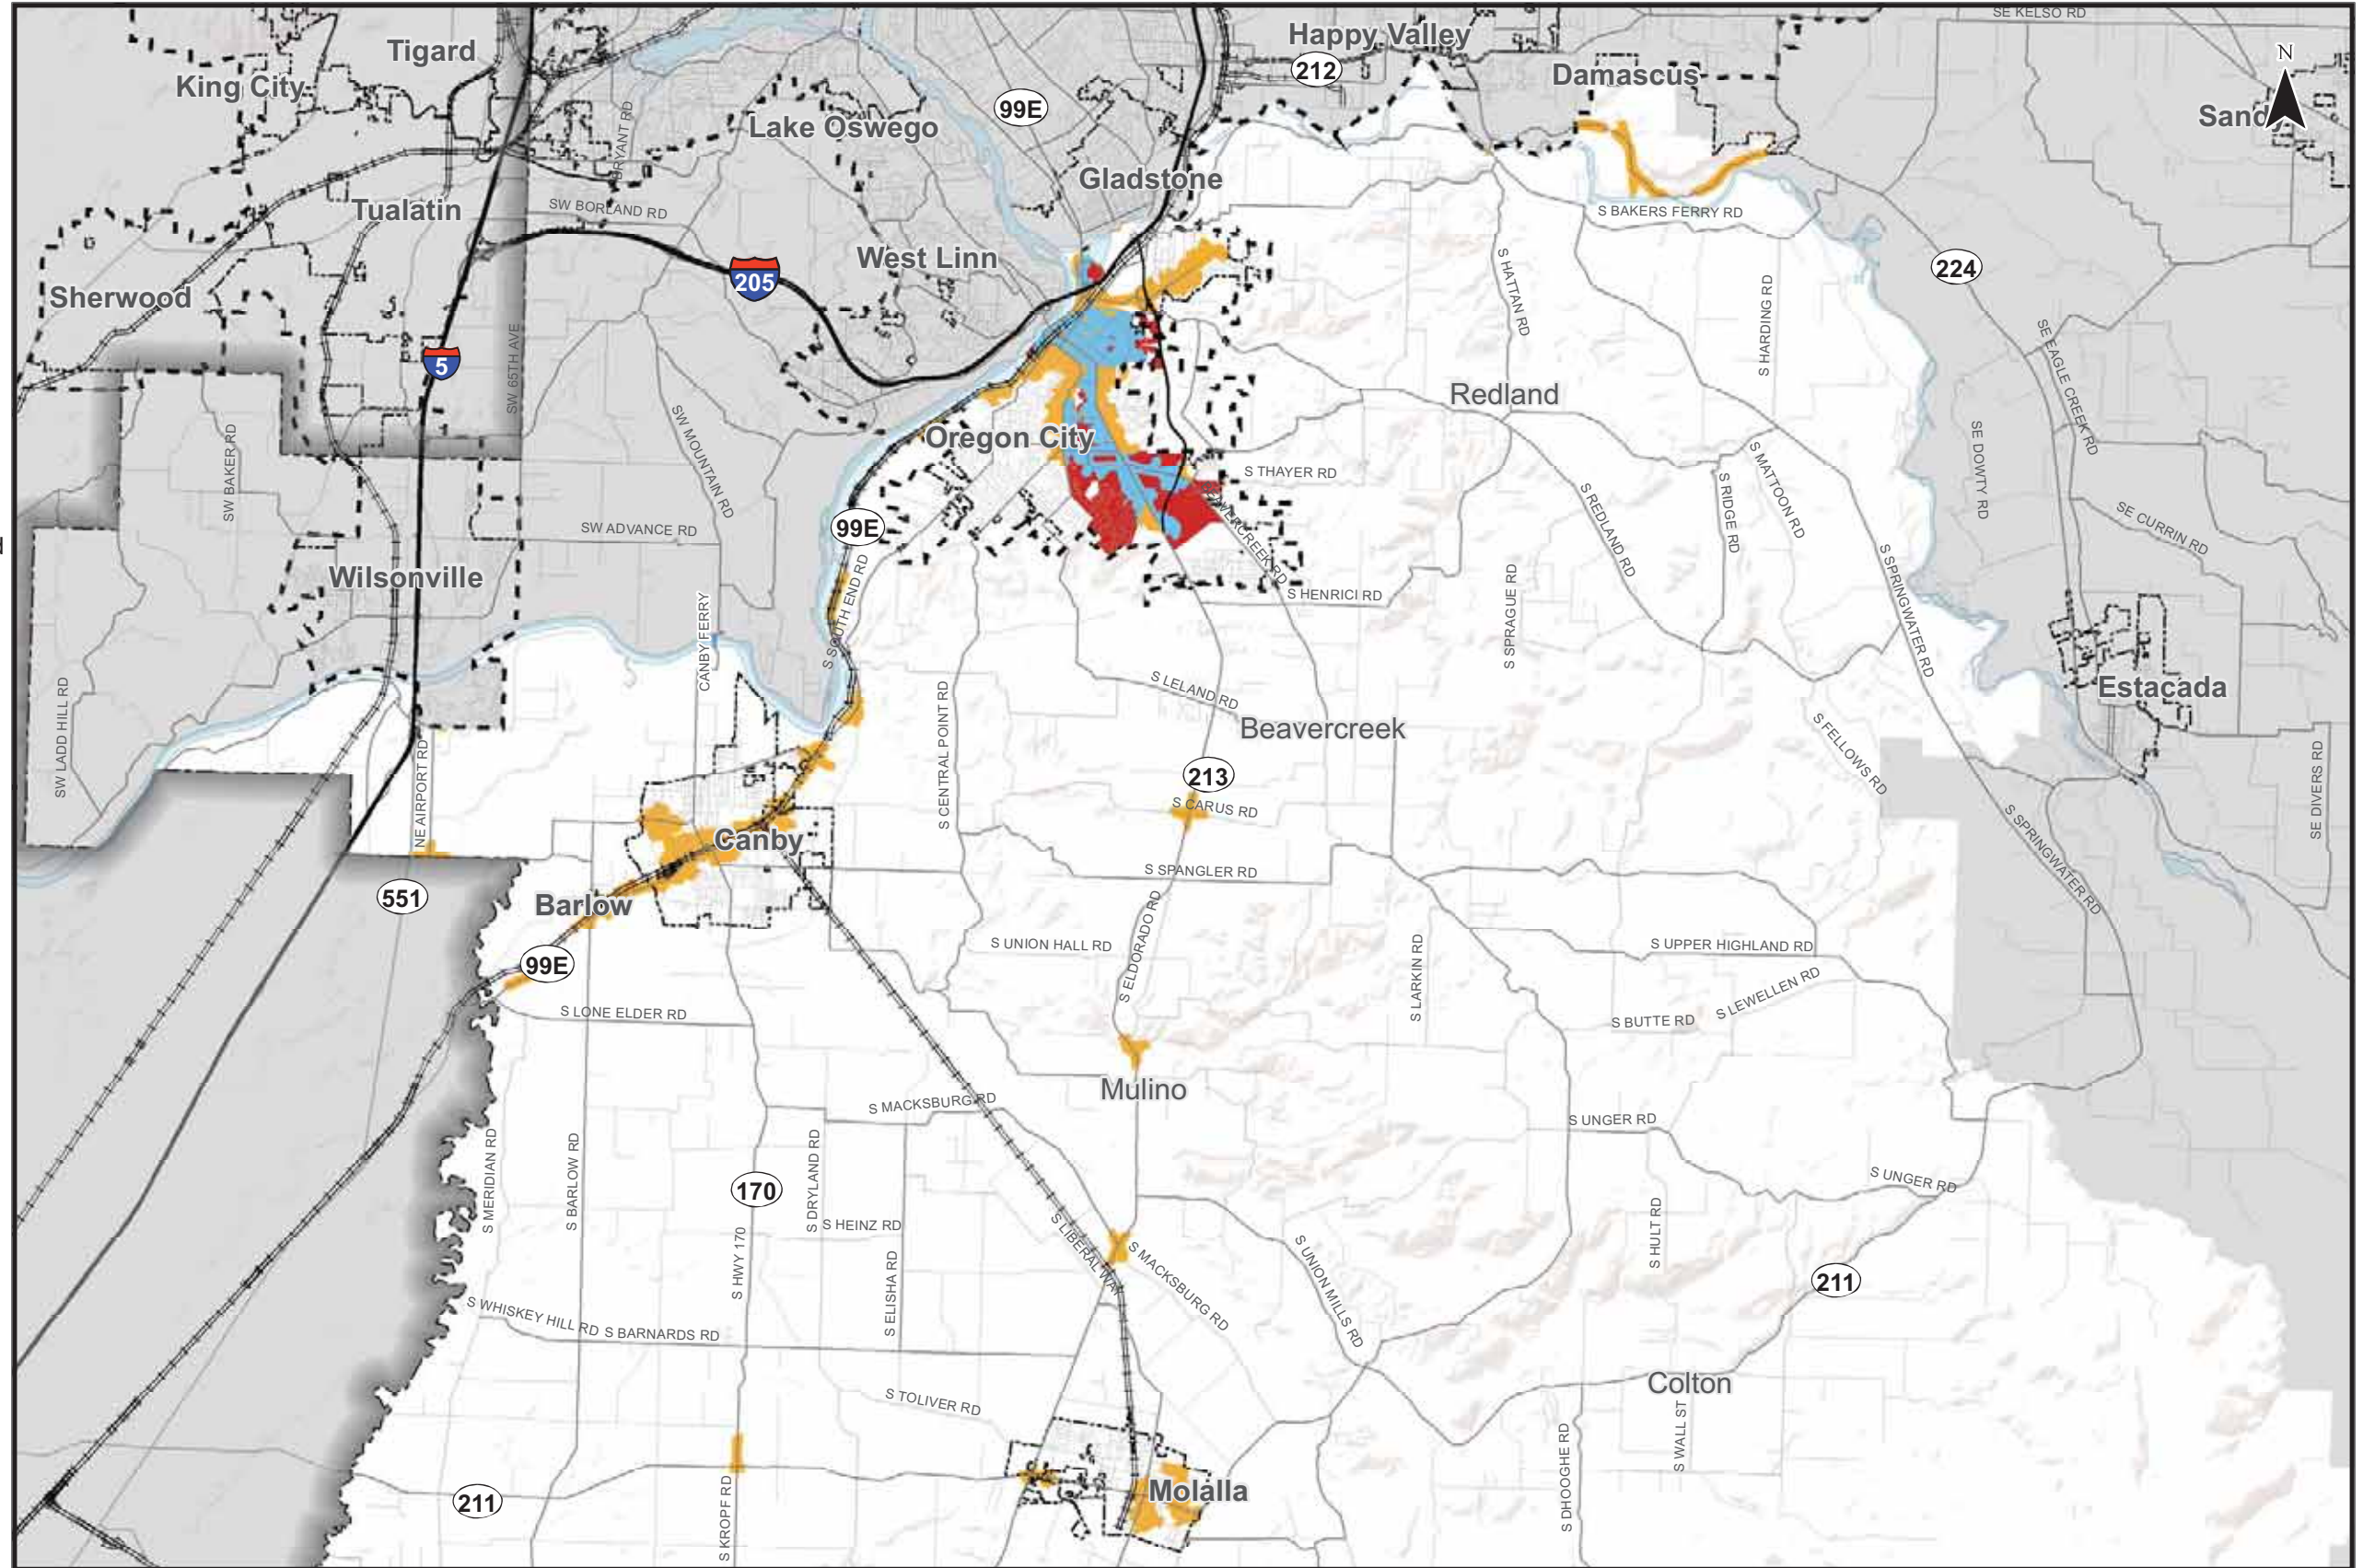 SE KELSO RD
Happy Valley
Tigard
212
Damascus
N
King City
99E
Sandy
Lake Oswego
BRYANT RD
Gladstone
Tualatin
SW BORLAND RD
S BAKERS FERRY RD
West Linn
224
205
Sherwood
S HATTAN RD
S HARDING RD
5
SW 65TH AVE
SE EAGLE CREEK RD
Redland
Oregon City
SW MOUNTAIN RD
SW BAKER RD
S THAYER RD
SE DOWTY RD
S MATTOON RD
S RIDGE RD
S REDLAND RD
SW ADVANCE RD
99E
SE CURRIN RD
BEAVERCREEK RD
Wilsonville
S HENRICI RD
S SOUTH END RD
S SPRAGUE RD
S SPRINGWATER RD
CANBY FERRY
Estacada
S LELAND RD
SW LADD HILL RD
Beavercreek
S CENTRAL POINT RD
S FELLOWS RD
NE AIRPORT RD
213
SE DIVERS RD
S CARUS RD
Canby
S SPRINGWATER RD
S SPANGLER RD
551
Barlow
S ELDORADO RD
S UNION HALL RD
S UPPER HIGHLAND RD
99E
S LARKIN RD
S LEWELLEN RD
S LONE ELDER RD
S BUTTE RD
Mulino
S MACKSBURG RD
S UNGER RD
S MERIDIAN RD
S BARLOW RD
S DRYLAND RD
170
S UNGER RD
S HEINZ RD
S HULT RD
S LIBERAL WAY
S HWY 170
S ELISHA RD
S MACKSBURG RD
S UNION MILLS RD
211
S WHISKEY HILL RD
S BARNARDS RD
Colton
S TOLIVER RD
S WALL ST
S DHOOGHE RD
211
Molalla
S KROPF RD